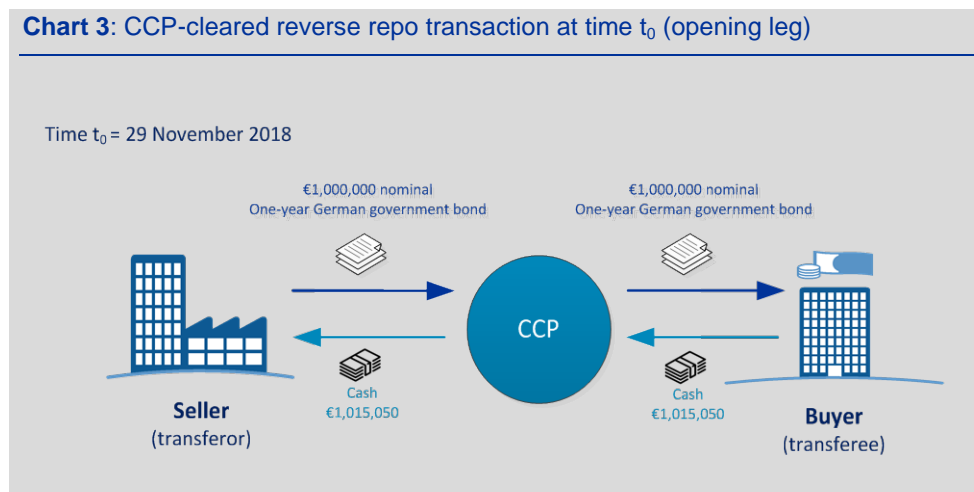 Chart 3: CCP-cleared reverse repo transaction at time t₀ (opening leg)
Time t₀ = 29 November 2018
€1,000,000 nominal
One-year German government bond
€1,000,000 nominal
One-year German government bond
CCP
Cash
€1,015,050
Cash
€1,015,050
Seller
(transferor)
Buyer
(transferee)